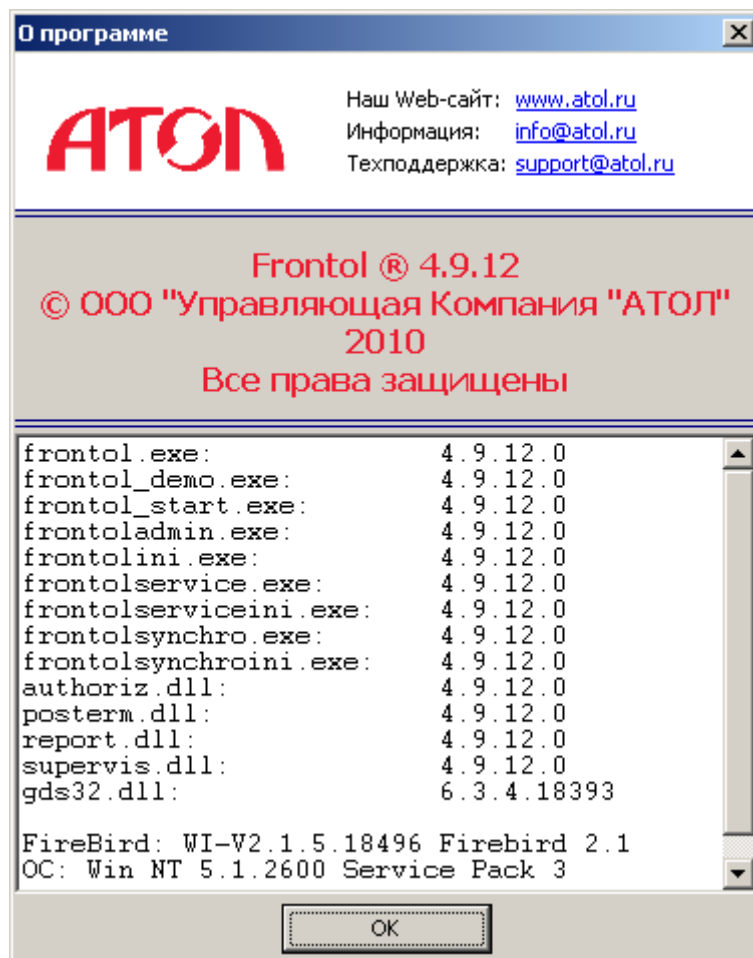 О программе
АТОЛ
Наш Web-сайт: www.atol.ru
Информация: info@atol.ru
Техподдержка: support@atol.ru
Frontol ® 4.9.12
© ООО "Управляющая Компания "АТОЛ"
2010
Все права защищены
frontol.exe: 4.9.12.0
frontol_demo.exe: 4.9.12.0
frontol_start.exe: 4.9.12.0
frontoladmin.exe: 4.9.12.0
frontolini.exe: 4.9.12.0
frontolservice.exe: 4.9.12.0
frontolserviceini.exe: 4.9.12.0
frontolsynchro.exe: 4.9.12.0
frontolsynchroini.exe: 4.9.12.0
authoriz.dll: 4.9.12.0
posterm.dll: 4.9.12.0
report.dll: 4.9.12.0
supervis.dll: 4.9.12.0
gds32.dll: 6.3.4.18393
FireBird: WI-V2.1.5.18496 Firebird 2.1
ОС: Win NT 5.1.2600 Service Pack 3
OK